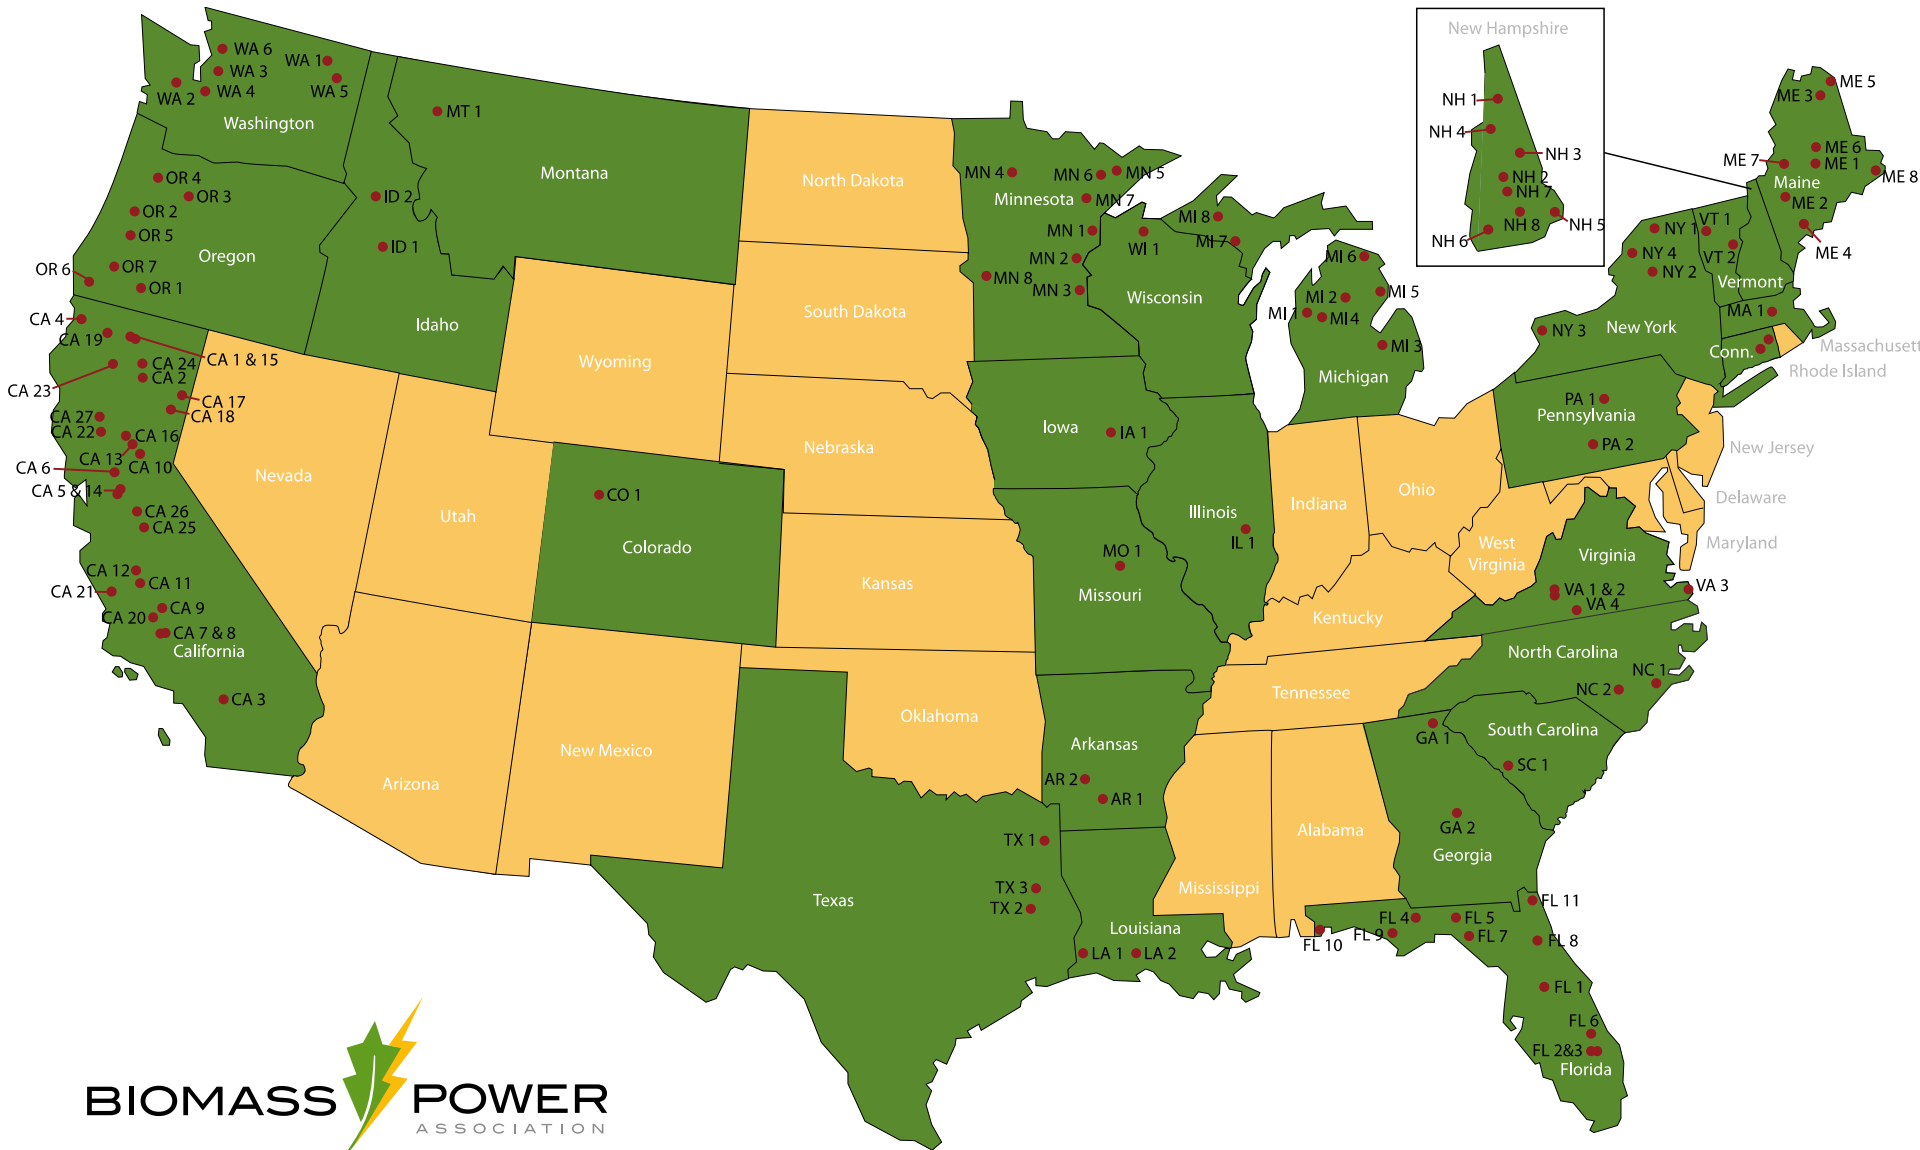 New Hampshire
NH 1
NH 4
NH 3
NH 2
NH 7
NH 8
NH 5
NH 6
WA 6
WA 3
WA 1
WA 2
WA 4
WA 5
Washington
MT 1
Montana
OR 4
OR 3
OR 2
OR 5
Oregon
OR 7
OR 6
OR 1
ID 2
ID 1
Idaho
North Dakota
South Dakota
Wyoming
Nebraska
Nevada
Utah
Colorado
CO 1
Kansas
Arizona
New Mexico
Oklahoma
Texas
TX 1
TX 3
TX 2
CA 4
CA 19
CA 1 & 15
CA 24
CA 2
CA 23
CA 17
CA 18
CA 27
CA 22
CA 16
CA 13
CA 10
CA 6
CA 5 & 14
CA 26
CA 25
CA 12
CA 11
CA 21
CA 9
CA 20
CA 7 & 8
California
CA 3
MN 4
MN 6
MN 5
Minnesota
MN 7
MN 1
MN 2
MN 8
MN 3
WI 1
Wisconsin
MI 8
MI 7
MI 6
MI 2
MI 5
MI 1
MI 4
MI 3
Michigan
Iowa
IA 1
Illinois
IL 1
MO 1
Missouri
Indiana
Ohio
West
Virginia
Kentucky
Tennessee
Arkansas
AR 2
AR 1
Louisiana
LA 1
LA 2
Mississippi
Alabama
GA 1
GA 2
Georgia
South Carolina
SC 1
North Carolina
NC 1
NC 2
Virginia
VA 1 & 2
VA 3
VA 4
FL 11
FL 4
FL 5
FL 9
FL 7
FL 10
FL 8
FL 1
FL 6
FL 2&3
Florida
ME 5
ME 3
ME 6
ME 7
ME 1
ME 8
Maine
ME 2
ME 4
NY 1
VT 1
VT 2
NY 4
NY 2
Vermont
MA 1
New York
NY 3
Conn.
Massachusett
Rhode Island
PA 1
Pennsylvania
PA 2
New Jersey
Delaware
Maryland
BIOMASS POWER
ASSOCIATION